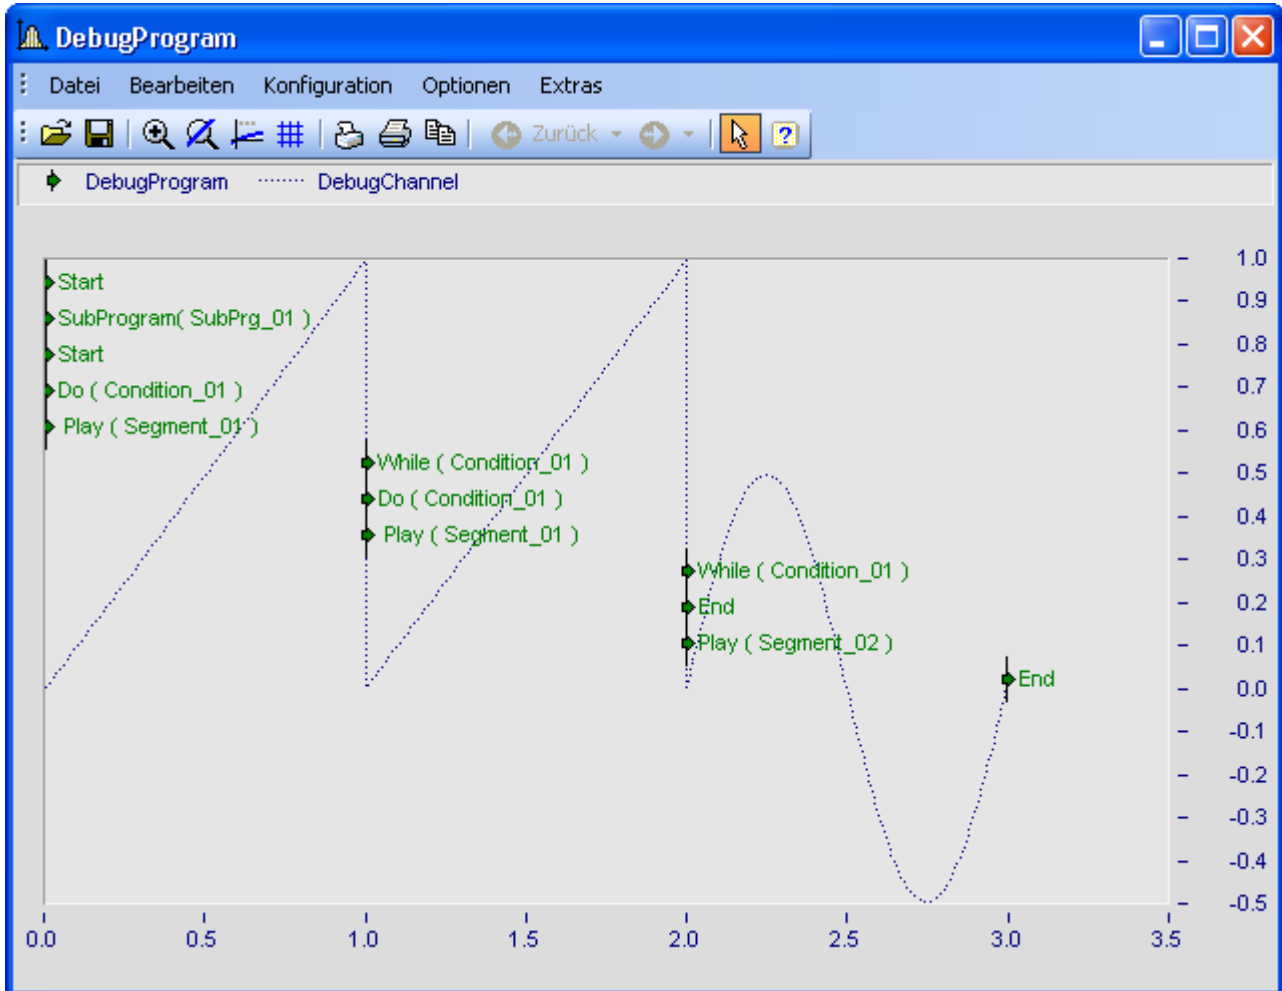 DebugProgram
Datei Bearbeiten Konfiguration Optionen Extras
Zurück
DebugProgram DebugChannel
Start
SubProgram( SubPrg_01 )
Start
Do ( Condition_01 )
Play ( Segment_01 )
While ( Condition_01 )
Do ( Condition_01 )
Play ( Segment_01 )
While ( Condition_01 )
End
Play ( Segment_02 )
End
1.0
0.9
0.8
0.7
0.6
0.5
0.4
0.3
0.2
0.1
0.0
-0.1
-0.2
-0.3
-0.4
-0.5
0.0 0.5 1.0 1.5 2.0 2.5 3.0 3.5